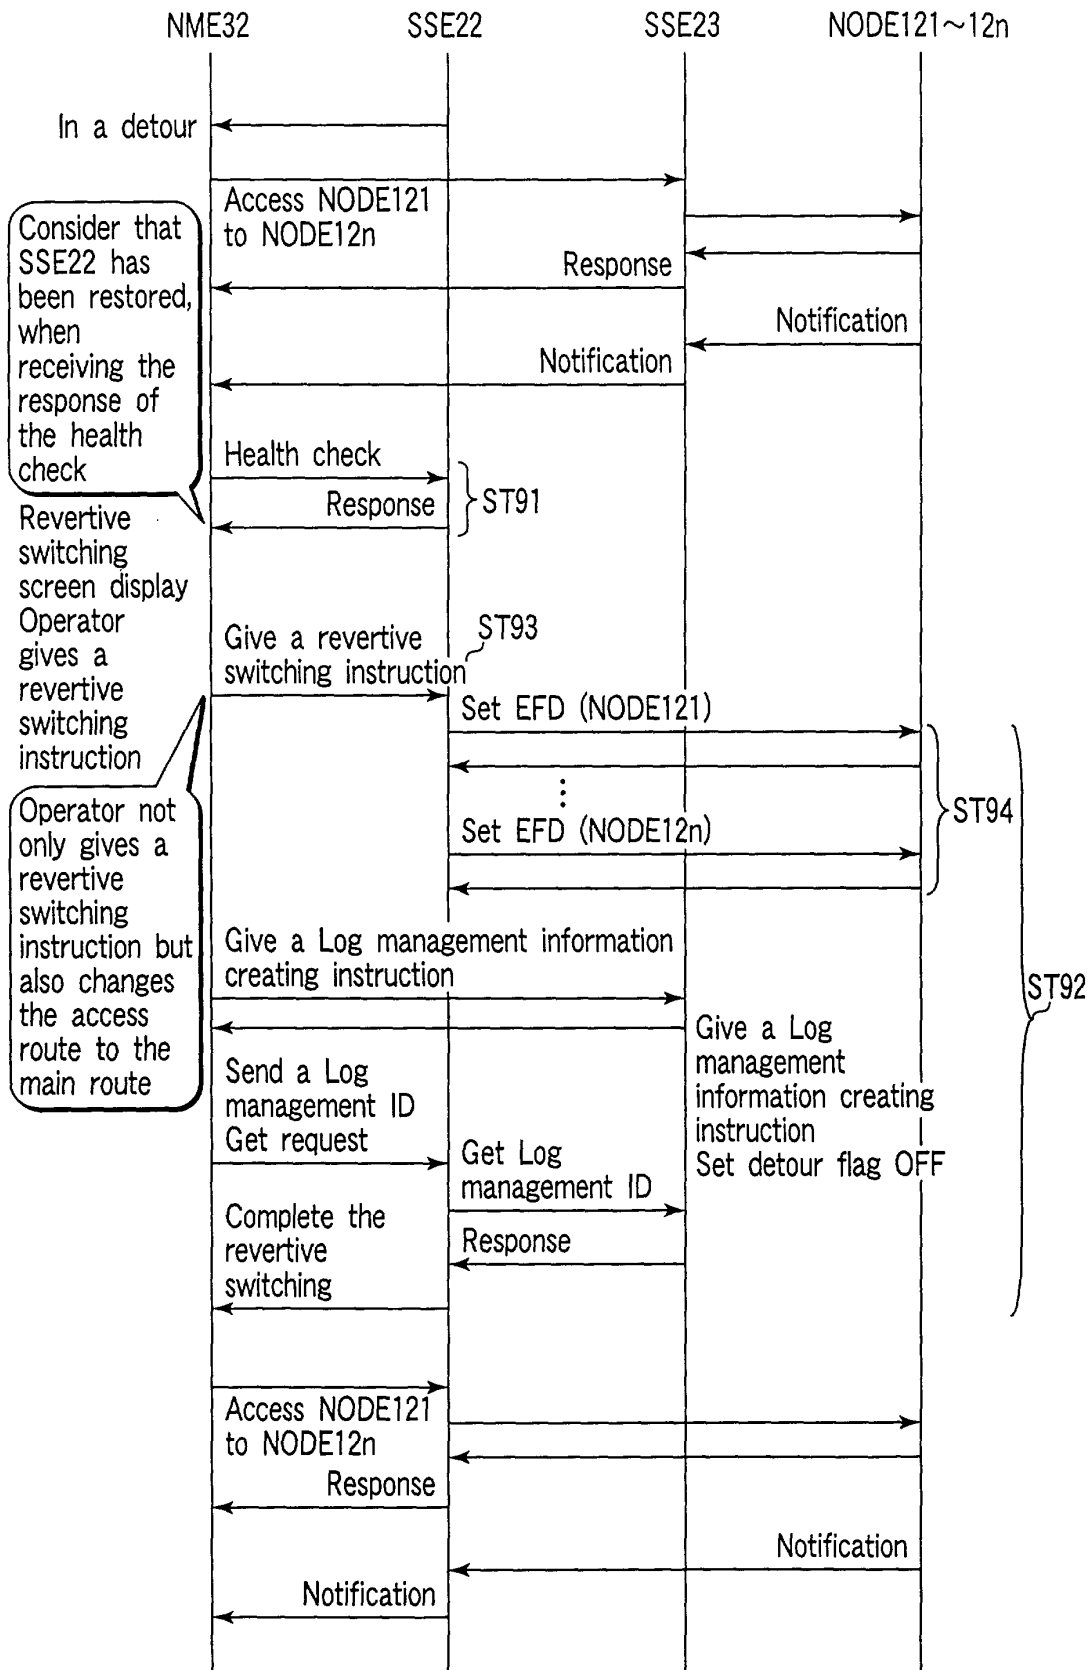 NME32 SSE22 SSE23 NODE121~12n
In a detour
Access NODE121
to NODE12n
Consider that
SSE22 has
been restored,
when
receiving the
response of
the health
check
Response
Notification
Notification
Health check
Response
ST91
Revertive
switching
screen display
Operator
gives a
revertive
switching
instruction
Give a revertive
switching instruction
ST93
Set EFD (NODE121)
⋮
Set EFD (NODE12n)
ST94
Operator not
only gives a
revertive
switching
instruction but
also changes
the access
route to the
main route
Give a Log management information
creating instruction
ST92
Give a Log
management
information creating
instruction
Set detour flag OFF
Send a Log
management ID
Get request
Get Log
management ID
Complete the
revertive
switching
Response
Access NODE121
to NODE12n
Response
Notification
Notification